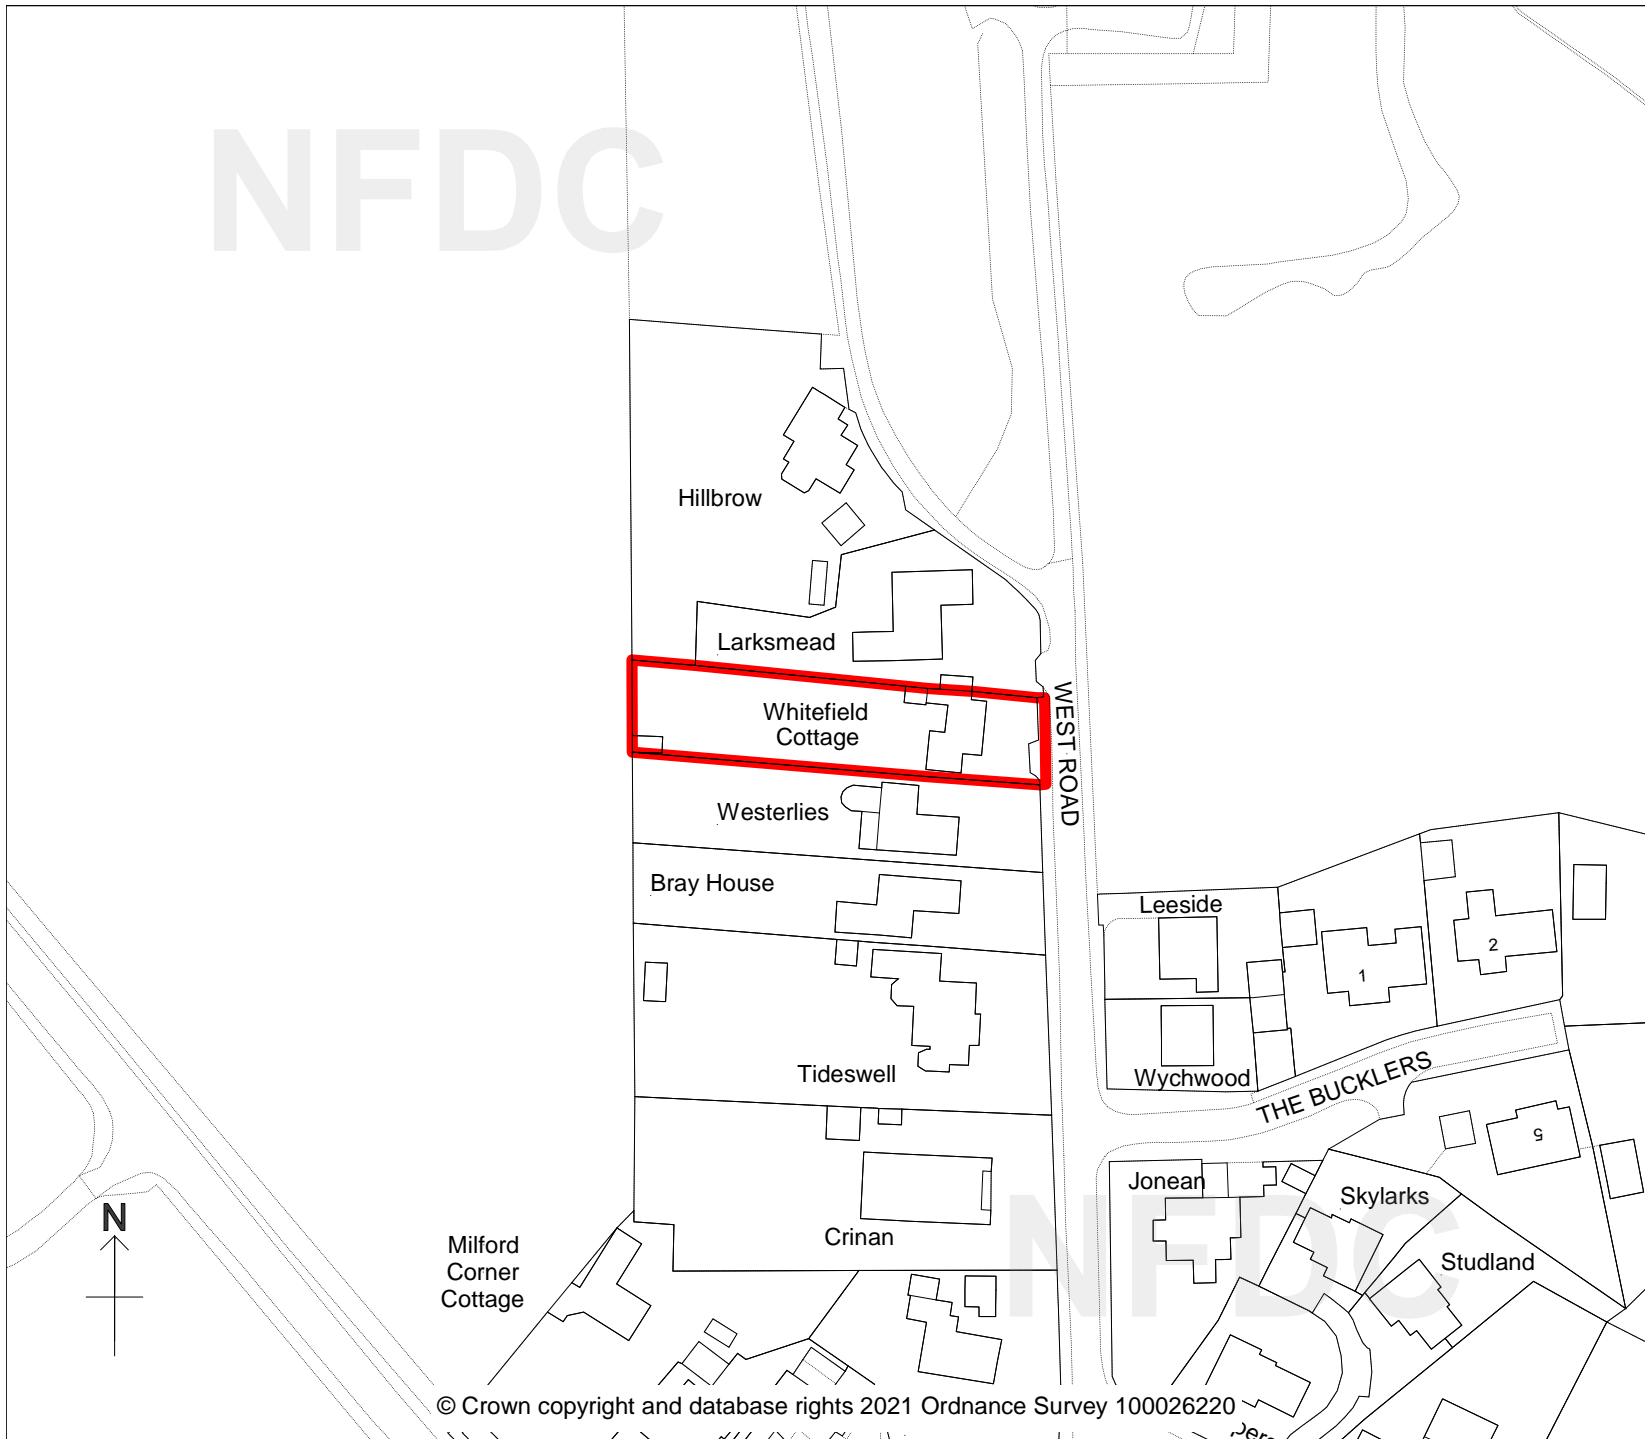 NFDC
Hillbrow
Larksmead
Whitefield
Cottage
WEST ROAD
Westerlies
Bray House
Leeside
1
2
Tideswell
Wychwood
THE BUCKLERS
5
Jonean
Skylarks
Crinan
NFDC
Studland
N
Milford
Corner
Cottage
© Crown copyright and database rights 2021 Ordnance Survey 100026220